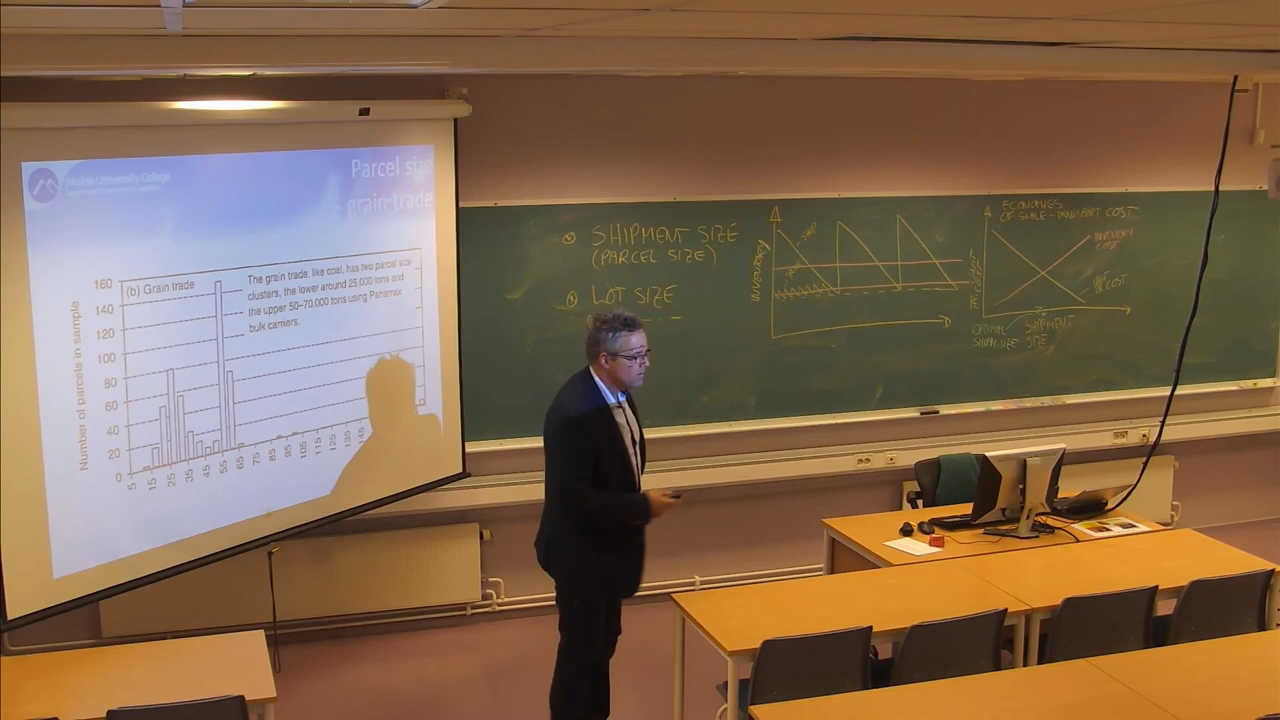 Molde University College
Parcel size
grain trade
(b) Grain trade
The grain trade, like coal, has two parcel size
clusters, the lower around 25,000 tons and
the upper 50–70,000 tons using Panamax
bulk carriers.
Number of parcels in sample
160
140
120
100
80
60
40
20
0
5
15
25
35
45
55
65
75
85
95
105
115
125
135
145
SHIPMENT SIZE
(PARCEL SIZE)
LOT SIZE
INVENTORY
ECONOMIES
OF SCALE - TRANSPORT COST
INVENTORY
COST
COST
OPTIMAL SHIPMENT
SIZE